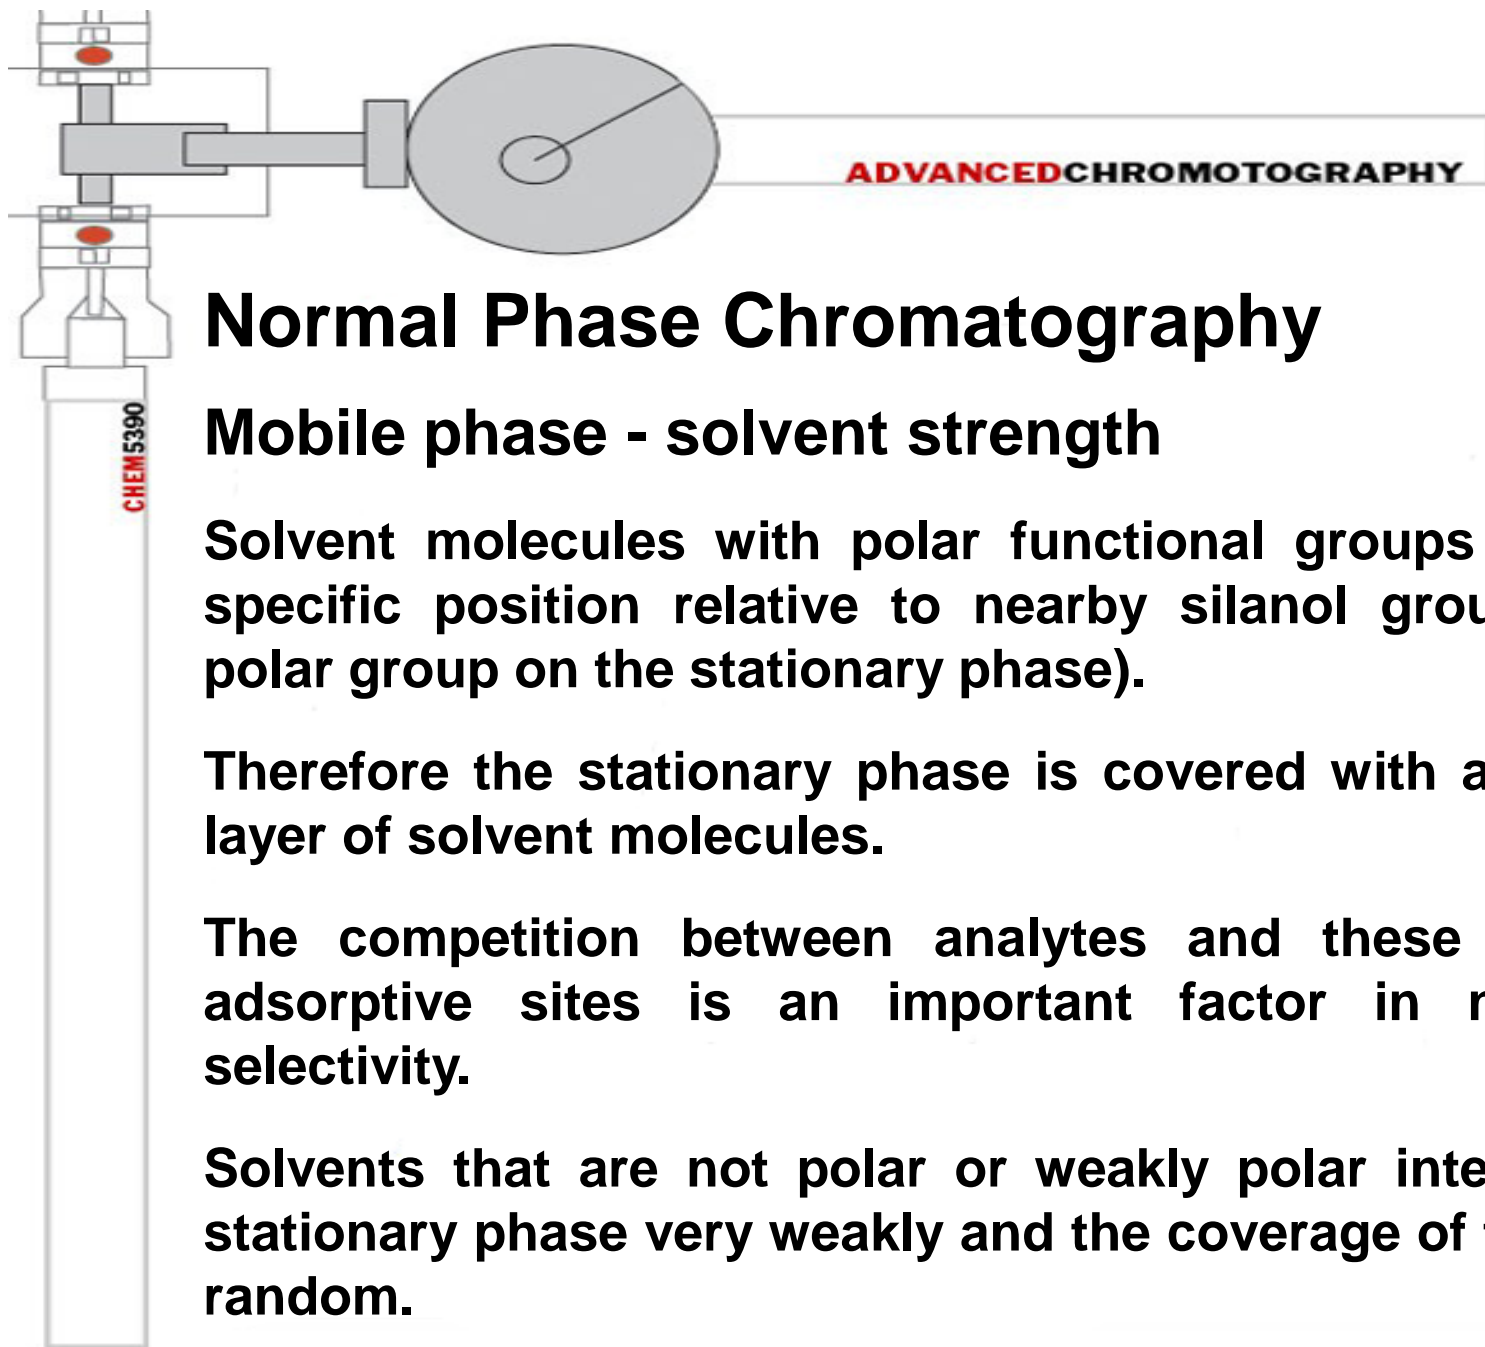 ADVANCEDCHROMOTOGRAPHY
Normal Phase Chromatography
CHEM5390
Mobile phase - solvent strength
Solvent molecules with polar functional groups
specific position relative to nearby silanol grou
polar group on the stationary phase).
Therefore the stationary phase is covered with a
layer of solvent molecules.
The competition between analytes and these
adsorptive sites is an important factor in
selectivity.
Solvents that are not polar or weakly polar inte
stationary phase very weakly and the coverage of
random.